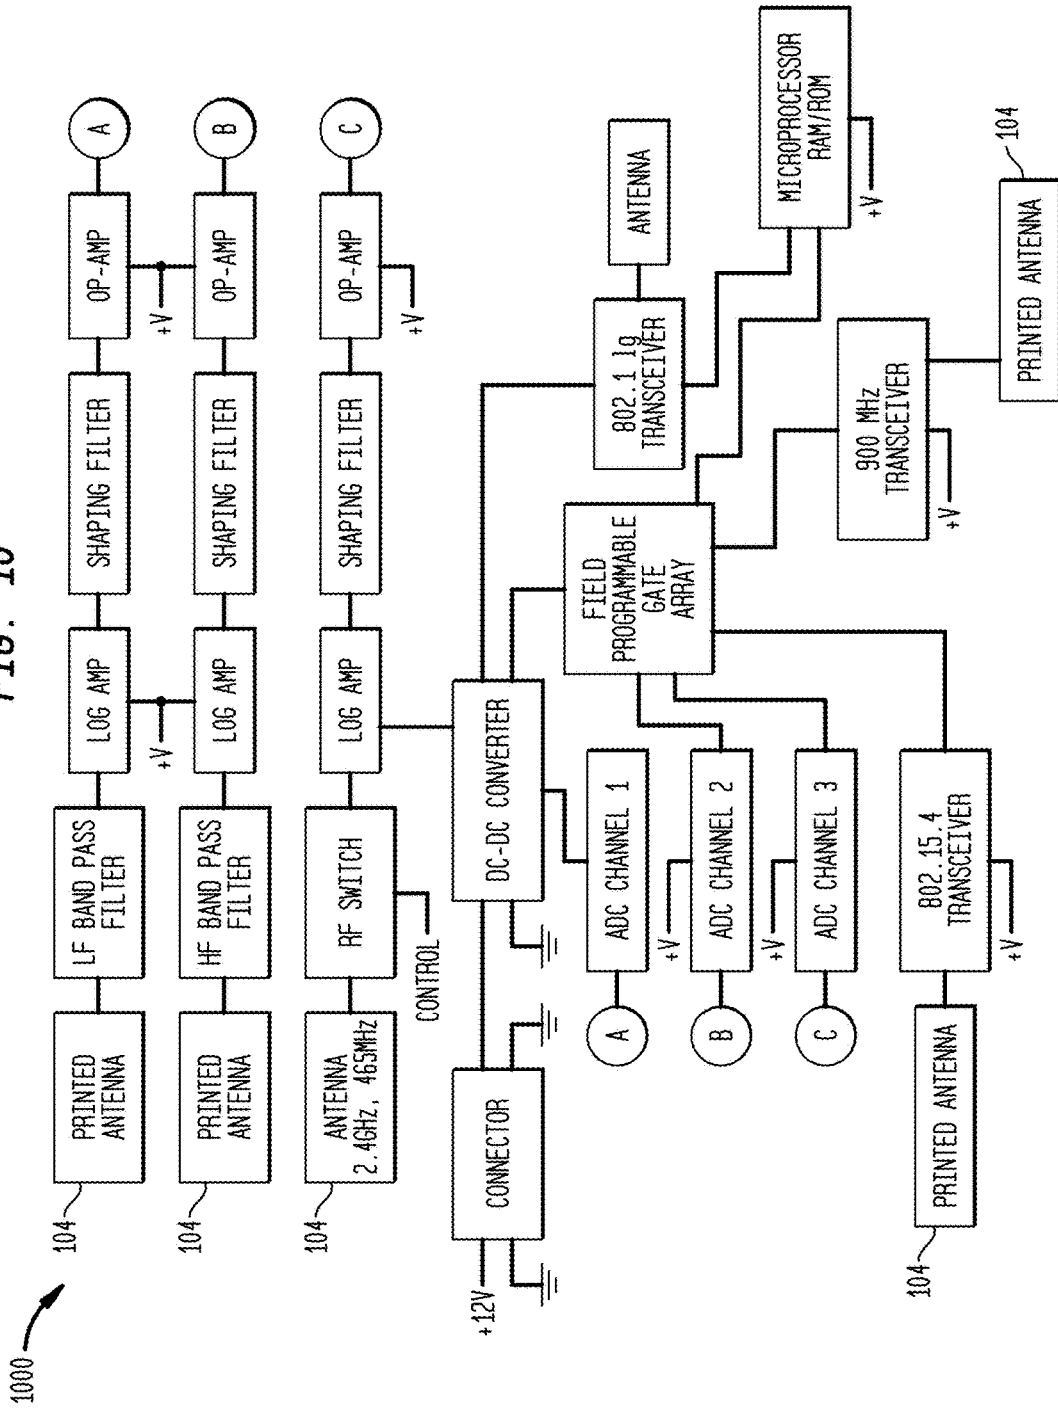 FIG. 10
1000
104
PRINTED
ANTENNA
LF BAND PASS
FILTER
LOG AMP
SHAPING FILTER
OP-AMP
A
+V
+V
104
PRINTED
ANTENNA
HF BAND PASS
FILTER
LOG AMP
SHAPING FILTER
OP-AMP
B
104
ANTENNA
2.4GHz, 465MHz
RF SWITCH
LOG AMP
SHAPING FILTER
OP-AMP
C
CONTROL
+V
+12V
CONNECTOR
DC-DC CONVERTER
802.1 1g
TRANSCEIVER
ANTENNA
MICROPROCESSOR
RAM/ROM
+V
A
ADC CHANNEL 1
FIELD
PROGRAMMABLE
GATE
ARRAY
+V
B
ADC CHANNEL 2
+V
C
ADC CHANNEL 3
900 MHz
TRANSCEIVER
+V
PRINTED ANTENNA
104
104
PRINTED ANTENNA
802.15.4
TRANSCEIVER
+V